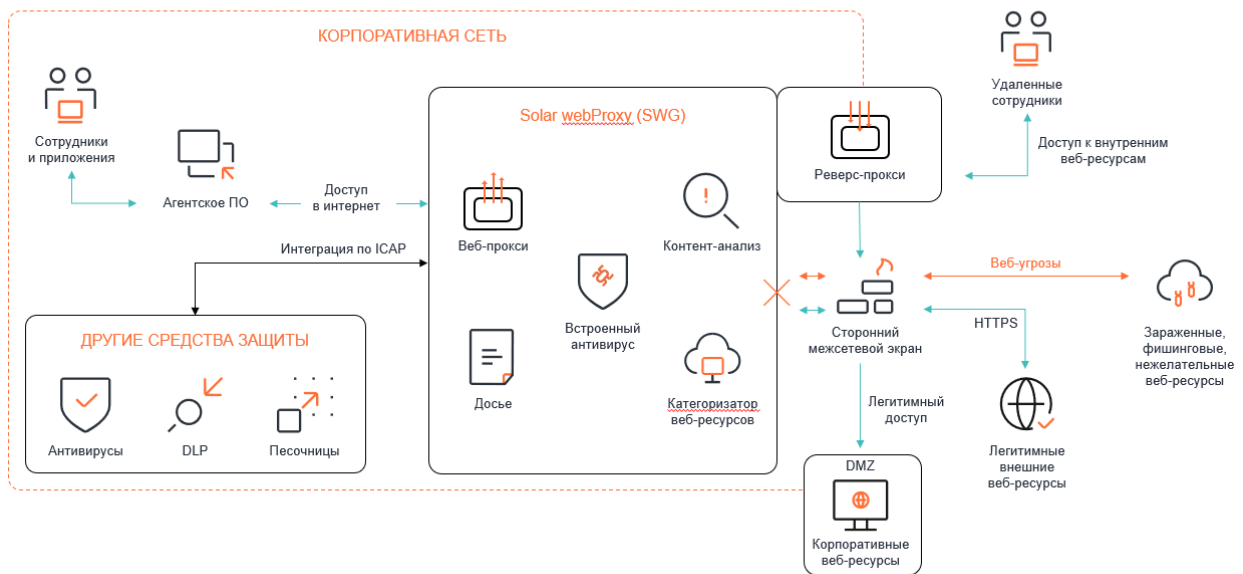 КОРПОРАТИВНАЯ СЕТЬ
Сотрудники
и приложения
Агентское ПО
Доступ
в интернет
Интеграция по ICAP
ДРУГИЕ СРЕДСТВА ЗАЩИТЫ
Антивирусы
DLP
Песочницы
Solar webProxy (SWG)
Веб-прокси
Контент-анализ
Встроенный
антивирус
Досье
Категоризатор
веб-ресурсов
Реверс-прокси
Удаленные
сотрудники
Доступ к внутренним
веб-ресурсам
Сторонний
межсетевой экран
Веб-угрозы
HTTPS
Зараженные,
фишинговые,
нежелательные
веб-ресурсы
Легитимный
доступ
Легитимные
внешние
веб-ресурсы
DMZ
Корпоративные
веб-ресурсы